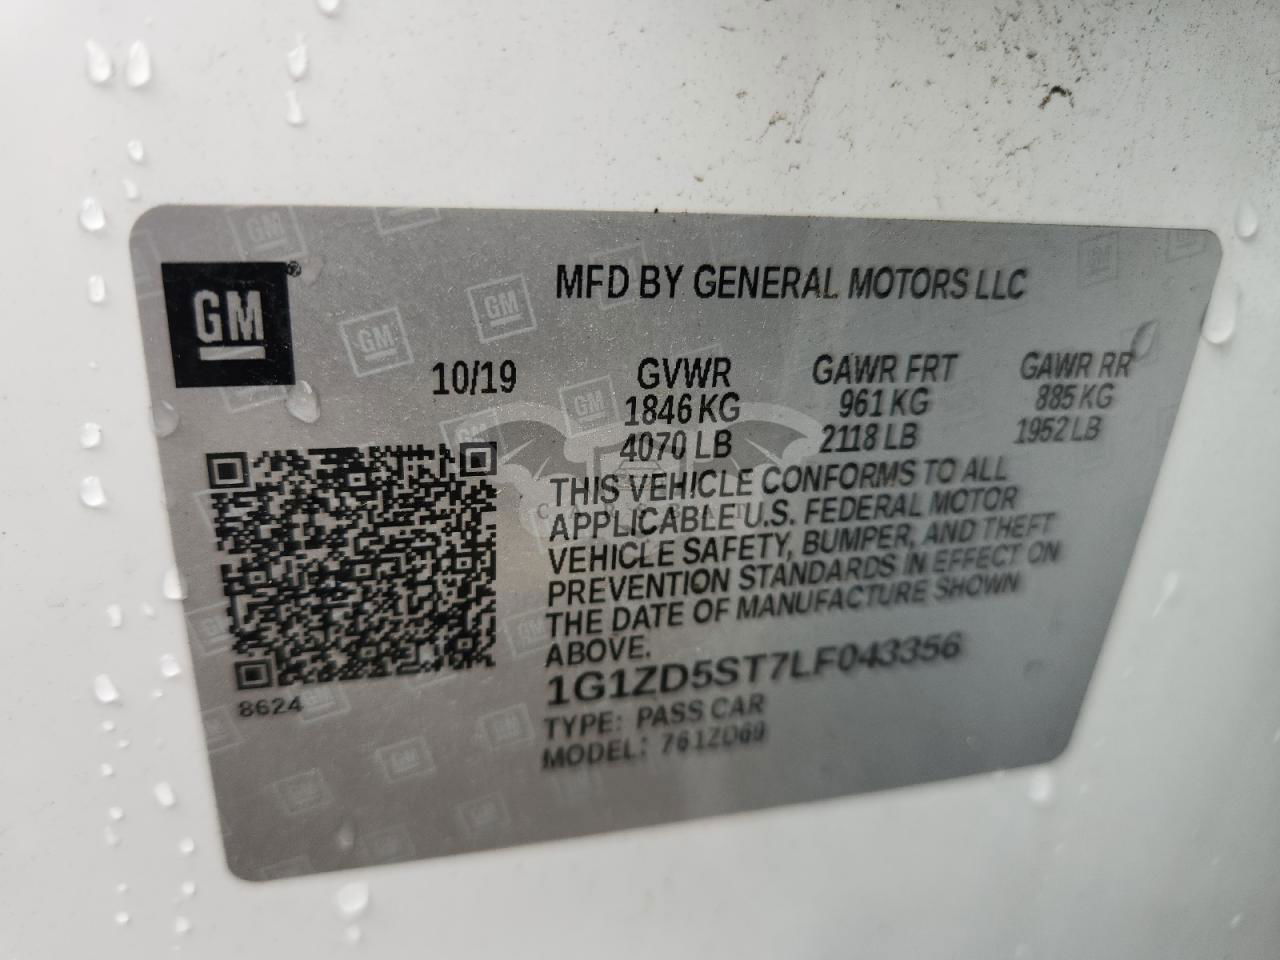 GM
MFD BY GENERAL MOTORS LLC
10/19 GVWR GAWR FRT GAWR RR
1846 KG 961 KG 885 KG
4070 LB 2118 LB 1952 LB
THIS VEHICLE CONFORMS TO ALL
APPLICABLE U.S. FEDERAL MOTOR
VEHICLE SAFETY, BUMPER, AND THEFT
PREVENTION STANDARDS IN EFFECT ON
THE DATE OF MANUFACTURE SHOWN
ABOVE.
1G1ZD5ST7LF043356
8624
TYPE: PASS CAR
MODEL: 761ZD69